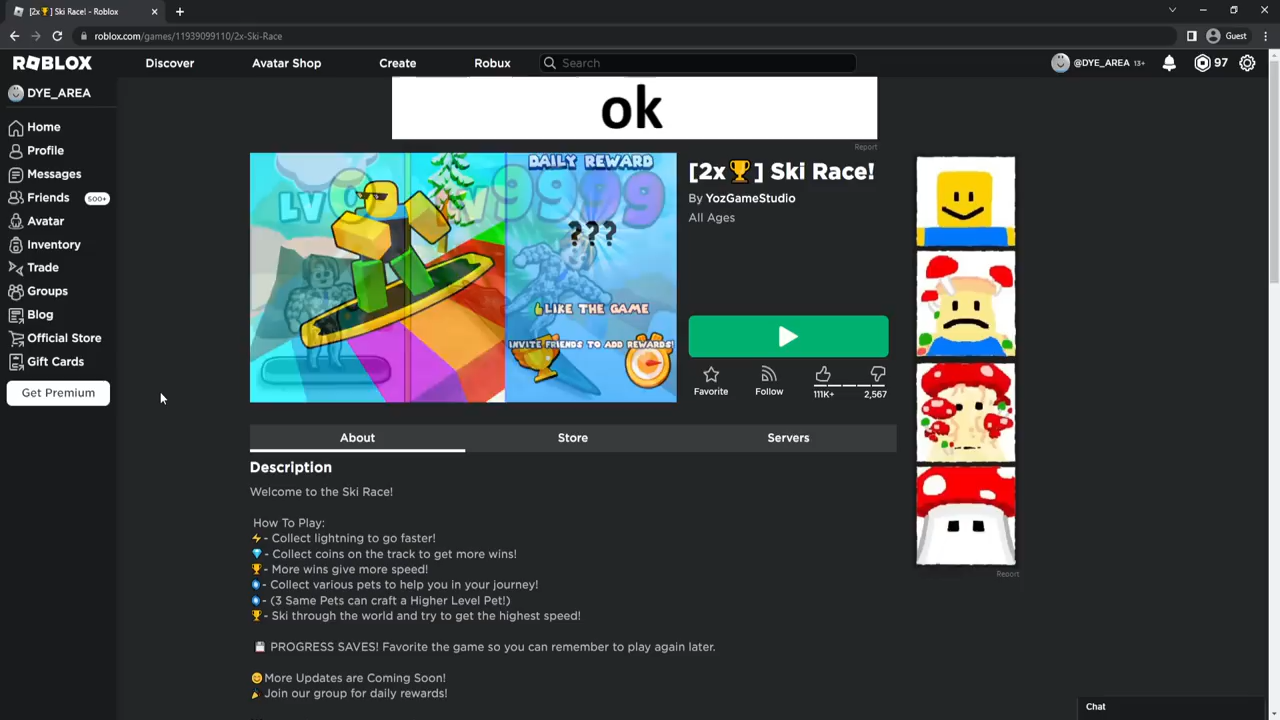 [2x🏆] Ski Race! - Roblox
roblox.com/games/11939099110/2x-Ski-Race
Guest
ROBLOX
Discover
Avatar Shop
Create
Robux
Search
@DYE_AREA 13+
97
DYE_AREA
Home
Profile
Messages
Friends
500+
Avatar
Inventory
Trade
Groups
Blog
Official Store
Gift Cards
Get Premium
ok
Report
LV0
LV9999
DAILY REWARD
???
👍LIKE THE GAME
INVITE FRIENDS TO ADD REWARDS!
[2x🏆] Ski Race!
By YozGameStudio
All Ages
Favorite
Follow
111K+
2,567
Report
About
Store
Servers
Description
Welcome to the Ski Race!
How To Play:
⚡- Collect lightning to go faster!
💎- Collect coins on the track to get more wins!
🏆- More wins give more speed!
- Collect various pets to help you in your journey!
- (3 Same Pets can craft a Higher Level Pet!)
🏆- Ski through the world and try to get the highest speed!
💾 PROGRESS SAVES! Favorite the game so you can remember to play again later.
😊More Updates are Coming Soon!
🎉Join our group for daily rewards!
Chat